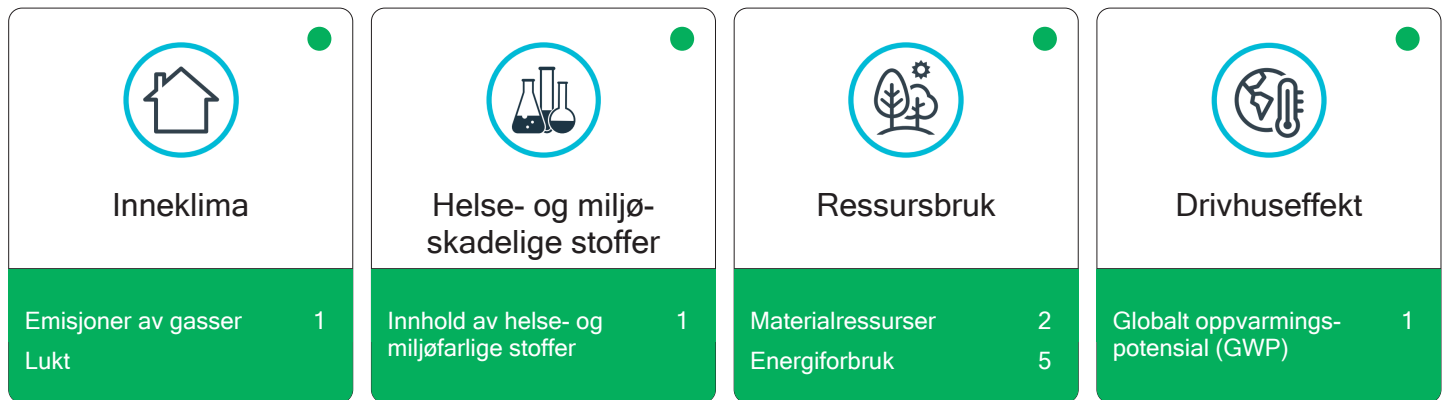 Inneklima
Emisjoner av gasser 1
Lukt
Helse- og miljø-
skadelige stoffer
Innhold av helse- og 1
miljøfarlige stoffer
Ressursbruk
Materialressurser 2
Energiforbruk 5
Drivhuseffekt
Globalt oppvarmings- 1
potensial (GWP)